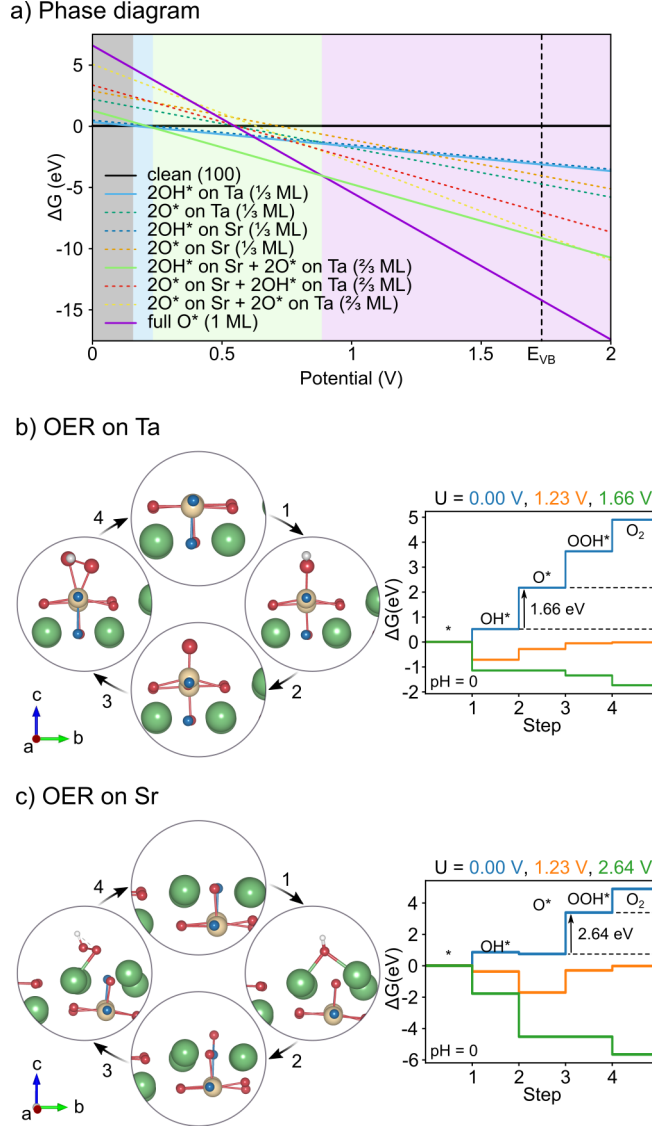 a) Phase diagram
5
0
-5
-10
-15
ΔG (eV)
clean (100)
2OH* on Ta (⅓ ML)
2O* on Ta (⅓ ML)
2OH* on Sr (⅓ ML)
2O* on Sr (⅓ ML)
2OH* on Sr + 2O* on Ta (⅔ ML)
2O* on Sr + 2OH* on Ta (⅔ ML)
2O* on Sr + 2O* on Ta (⅔ ML)
full O* (1 ML)
0 0.5 1 1.5 E_VB 2
Potential (V)
b) OER on Ta
4 1
3 2
c
a b
U = 0.00 V, 1.23 V, 1.66 V
5
4
3
2
1
0
-1
-2
ΔG(eV)
* OH* O* OOH* O₂
1.66 eV
pH = 0
1 2 3 4
Step
c) OER on Sr
4 1
3 2
c
a b
U = 0.00 V, 1.23 V, 2.64 V
4
2
0
-2
-4
-6
ΔG(eV)
* OH* O* OOH* O₂
2.64 eV
pH = 0
1 2 3 4
Step